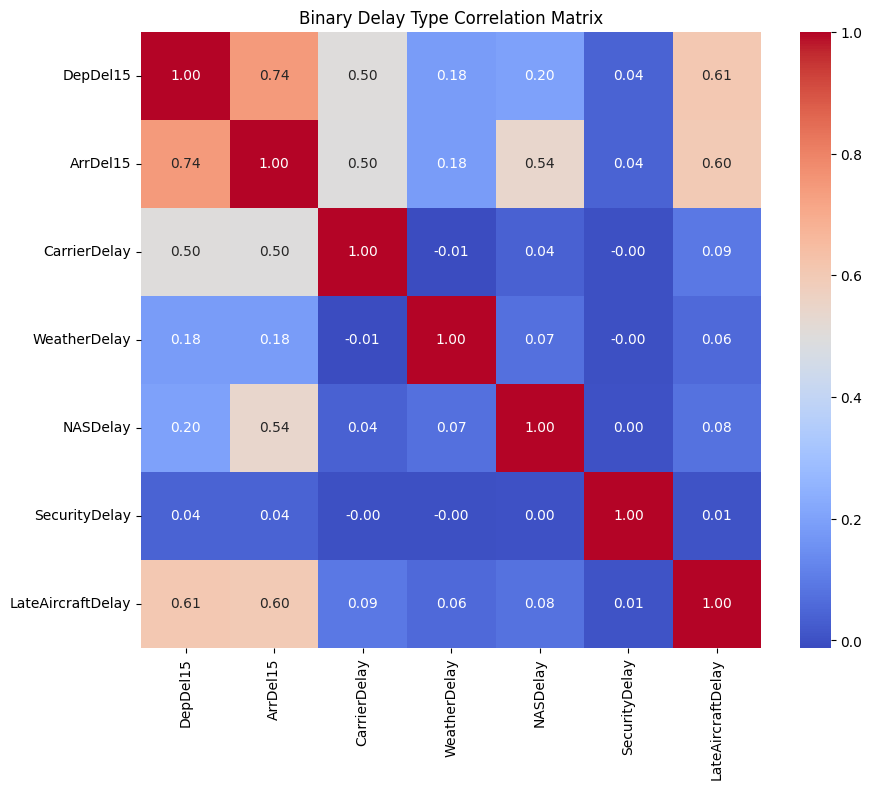 Binary Delay Type Correlation Matrix
DepDel15 1.00 0.74 0.50 0.18 0.20 0.04 0.61
ArrDel15 0.74 1.00 0.50 0.18 0.54 0.04 0.60
CarrierDelay 0.50 0.50 1.00 -0.01 0.04 -0.00 0.09
WeatherDelay 0.18 0.18 -0.01 1.00 0.07 -0.00 0.06
NASDelay 0.20 0.54 0.04 0.07 1.00 0.00 0.08
SecurityDelay 0.04 0.04 -0.00 -0.00 0.00 1.00 0.01
LateAircraftDelay 0.61 0.60 0.09 0.06 0.08 0.01 1.00
DepDel15 ArrDel15 CarrierDelay WeatherDelay NASDelay SecurityDelay LateAircraftDelay
1.0
0.8
0.6
0.4
0.2
0.0